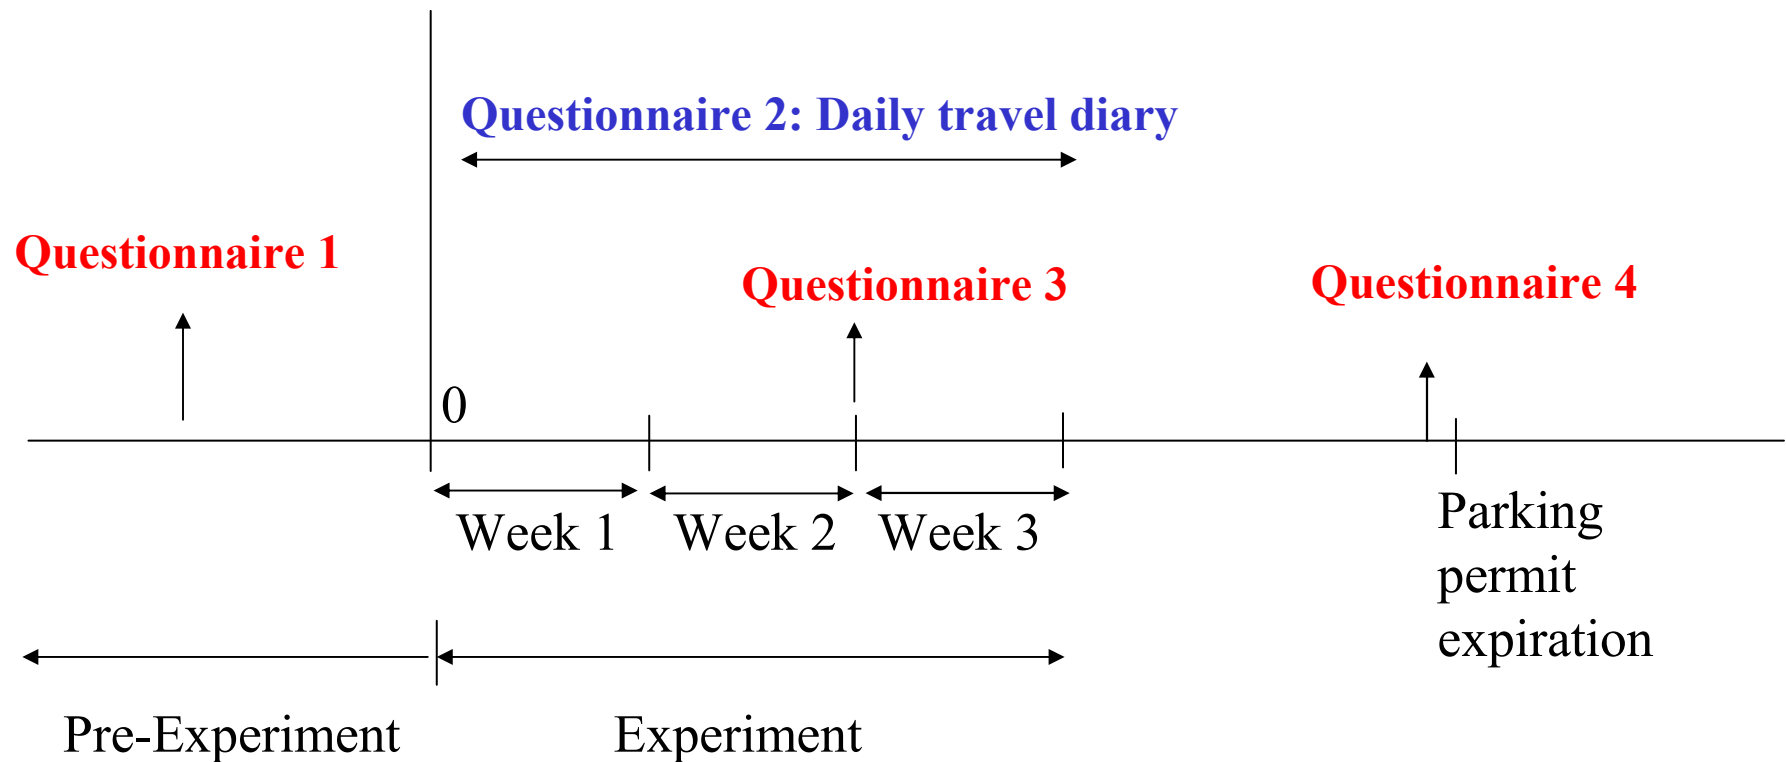 Questionnaire 2: Daily travel diary
Questionnaire 1
Questionnaire 3
Questionnaire 4
0
Week 1
Week 2
Week 3
Parking
permit
expiration
Pre-Experiment
Experiment